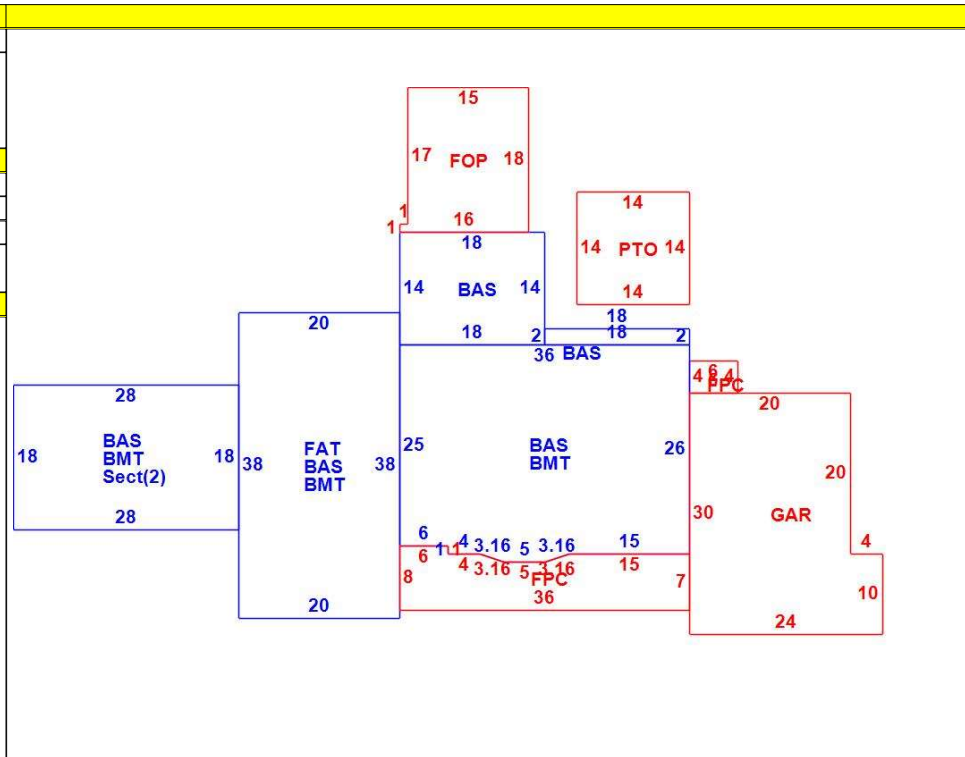 15
17 FOP 18
1
1 16
14
14 PTO 14
14
18
14 BAS 14
18 2
18
18 2
36 BAS
20
4 6 4
FPC
20
28
18 BAS 18
BMT
Sect(2)
28
38 FAT 38
BAS
BMT
20
25 BAS 26
BMT
20
30 GAR
4
10
24
6 1 4 3.16 5 3.16 15
6 1 4 3.16 5 3.16 15
8 FPC 7
36